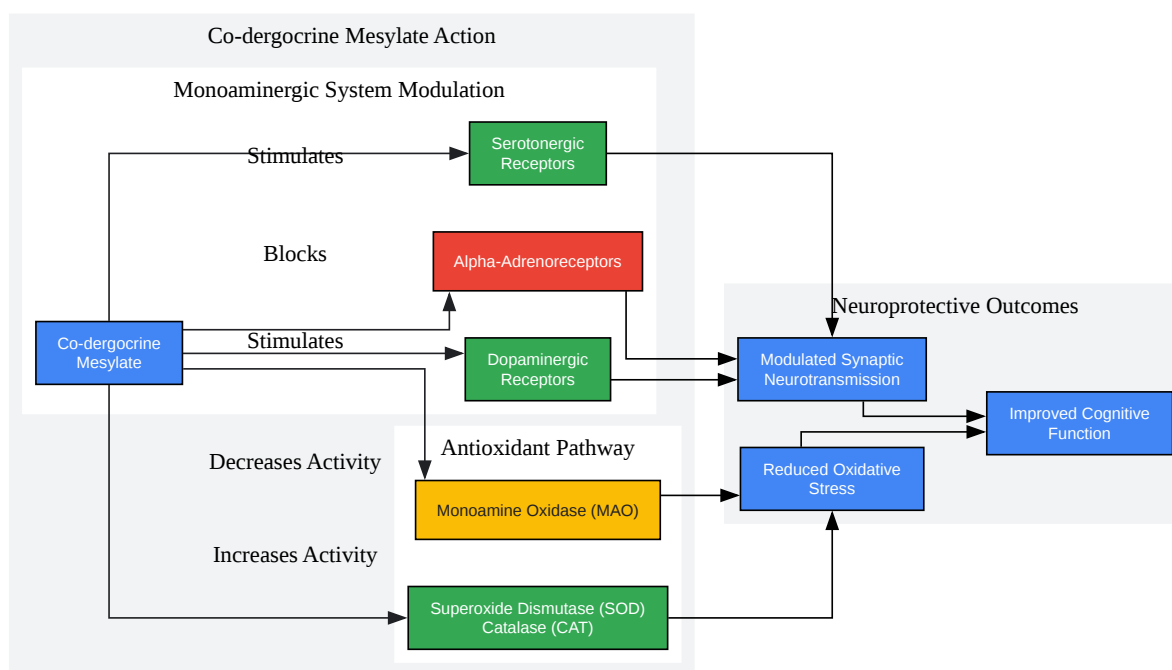 Co-dergocrine Mesylate Action
Monoaminergic System Modulation
Serotonergic
Receptors
Stimulates
Blocks
Alpha-Adrenoreceptors
Neuroprotective Outcomes
Co-dergocrine
Mesylate
Stimulates
Dopaminergic
Receptors
Modulated Synaptic
Neurotransmission
Improved Cognitive
Function
Decreases Activity
Antioxidant Pathway
Reduced Oxidative
Stress
Monoamine Oxidase (MAO)
Increases Activity
Superoxide Dismutase (SOD)
Catalase (CAT)